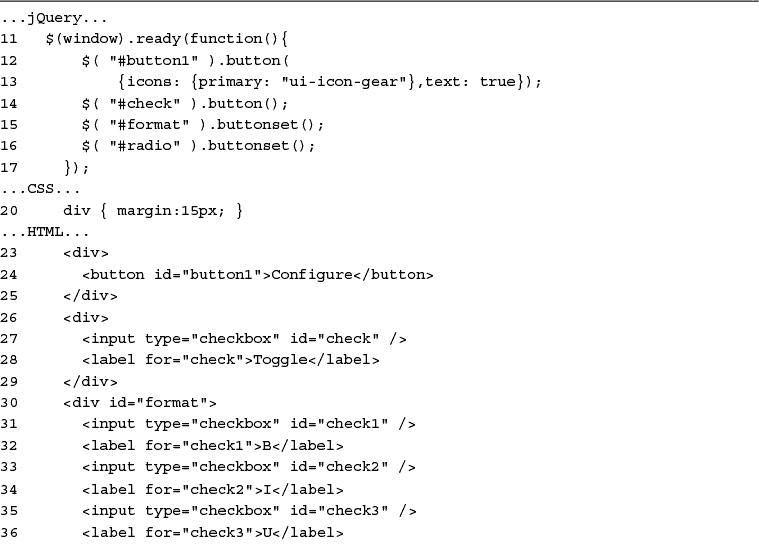 ...jQuery...
11   $(window).ready(function(){
12       $( "#button1" ).button(
13           {icons: {primary: "ui-icon-gear"},text: true});
14       $( "#check" ).button();
15       $( "#format" ).buttonset();
16       $( "#radio" ).buttonset();
17     });
...CSS...
20     div { margin:15px; }
...HTML...
23     <div>
24       <button id="button1">Configure</button>
25     </div>
26     <div>
27       <input type="checkbox" id="check" />
28       <label for="check">Toggle</label>
29     </div>
30     <div id="format">
31       <input type="checkbox" id="check1" />
32       <label for="check1">B</label>
33       <input type="checkbox" id="check2" />
34       <label for="check2">I</label>
35       <input type="checkbox" id="check3" />
36       <label for="check3">U</label>